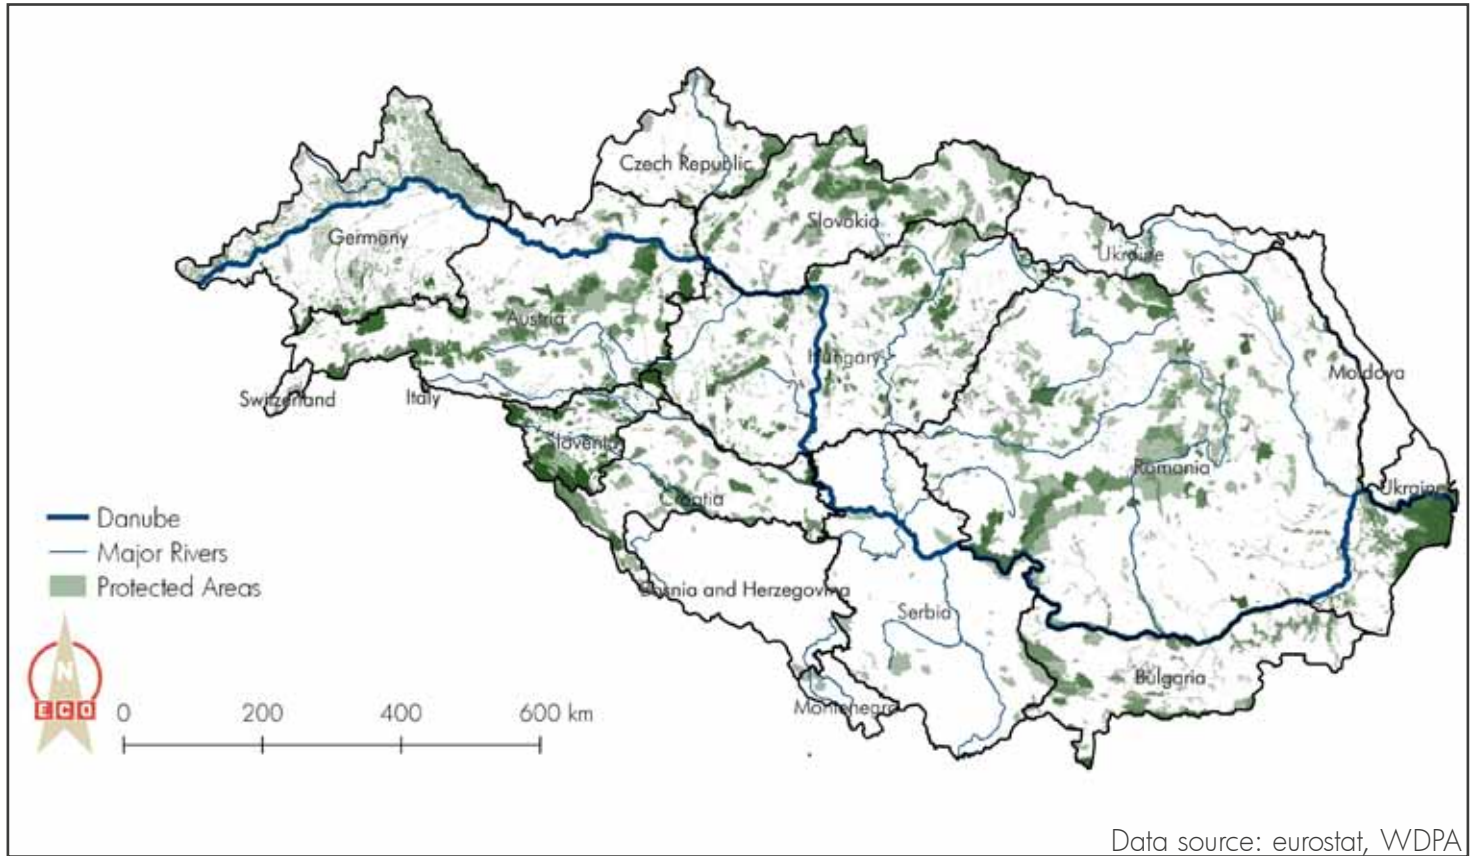 Czech Republic
Slovakia
Germany
Ukraine
Austria
Hungary
Moldova
Switzerland
Italy
Slovenia
Romania
Croatia
Ukraine
Danube
Major Rivers
Protected Areas
Bosnia and Herzegovina
Serbia
Bulgaria
Montenegro
N
ECO
0 200 400 600 km
Data source: eurostat, WDPA